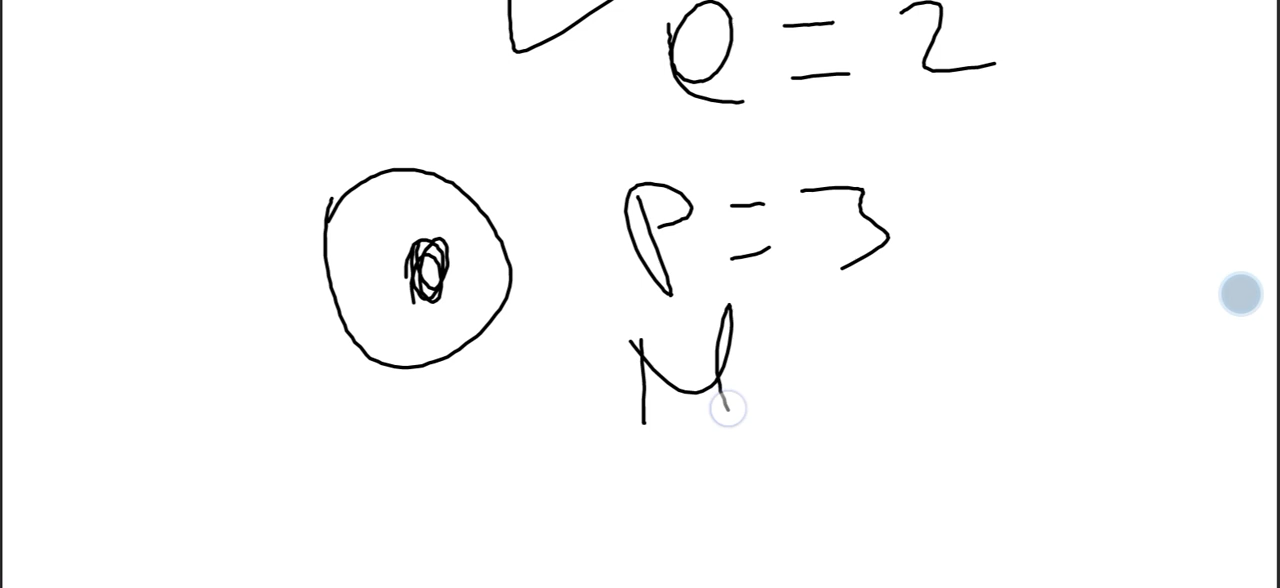 e = 2
P = 3
N